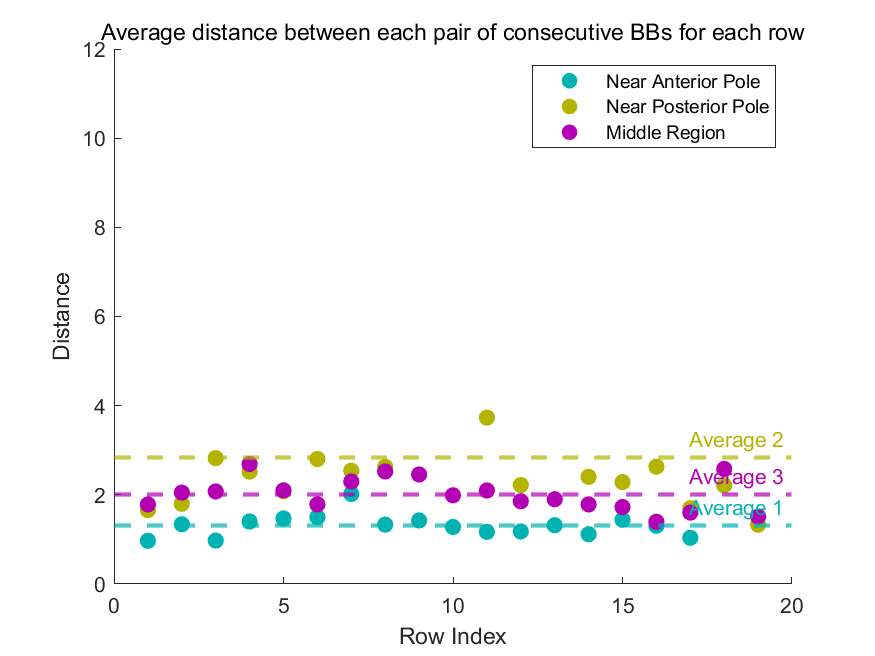 Average distance between each pair of consecutive BBs for each row
12
10
8
6
4
2
0
Distance
Near Anterior Pole
Near Posterior Pole
Middle Region
Average 2
Average 3
Average 1
0
5
10
15
20
Row Index